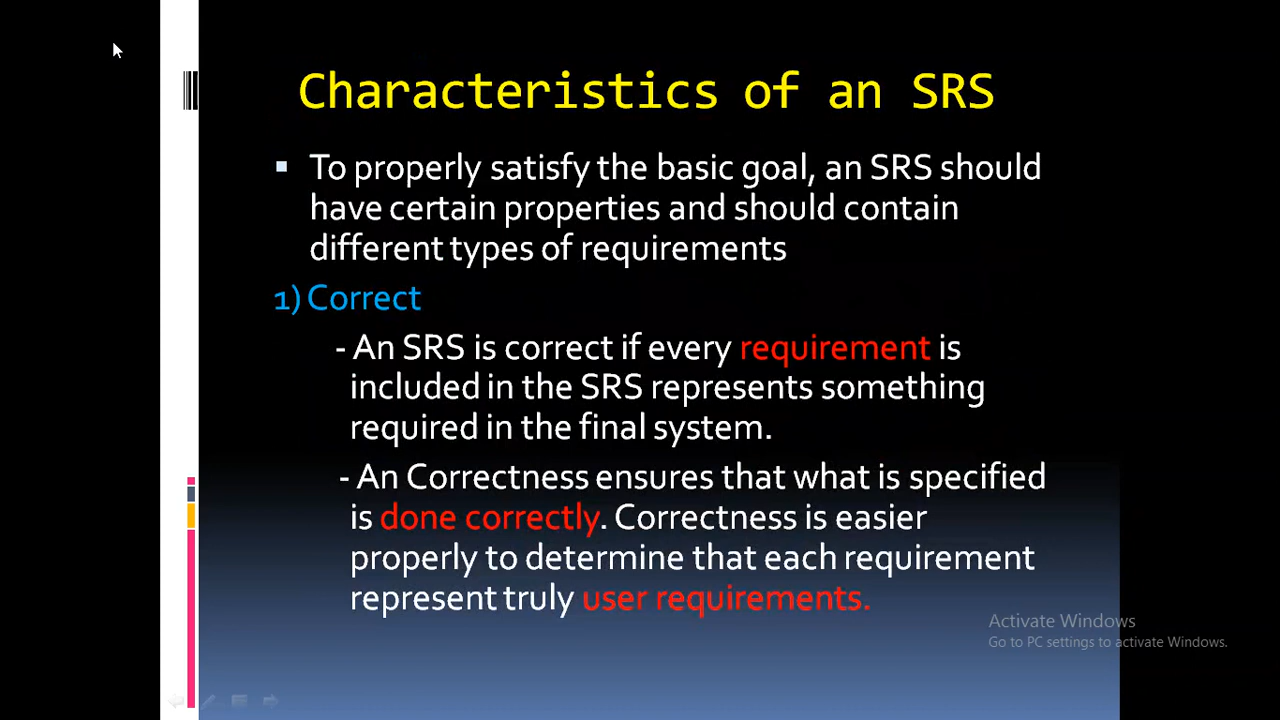 Characteristics of an SRS
▪ To properly satisfy the basic goal, an SRS should
have certain properties and should contain
different types of requirements
1) Correct
- An SRS is correct if every requirement is
included in the SRS represents something
required in the final system.
- An Correctness ensures that what is specified
is done correctly. Correctness is easier
properly to determine that each requirement
represent truly user requirements.
Activate Windows
Go to PC settings to activate Windows.